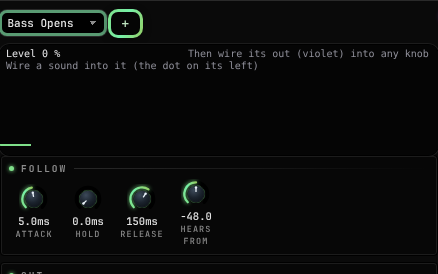 Bass Opens
+
Level 0 % Then wire its out (violet) into any knob
Wire a sound into it (the dot on its left)
FOLLOW
5.0ms 0.0ms 150ms -48.0
ATTACK HOLD RELEASE HEARS
FROM